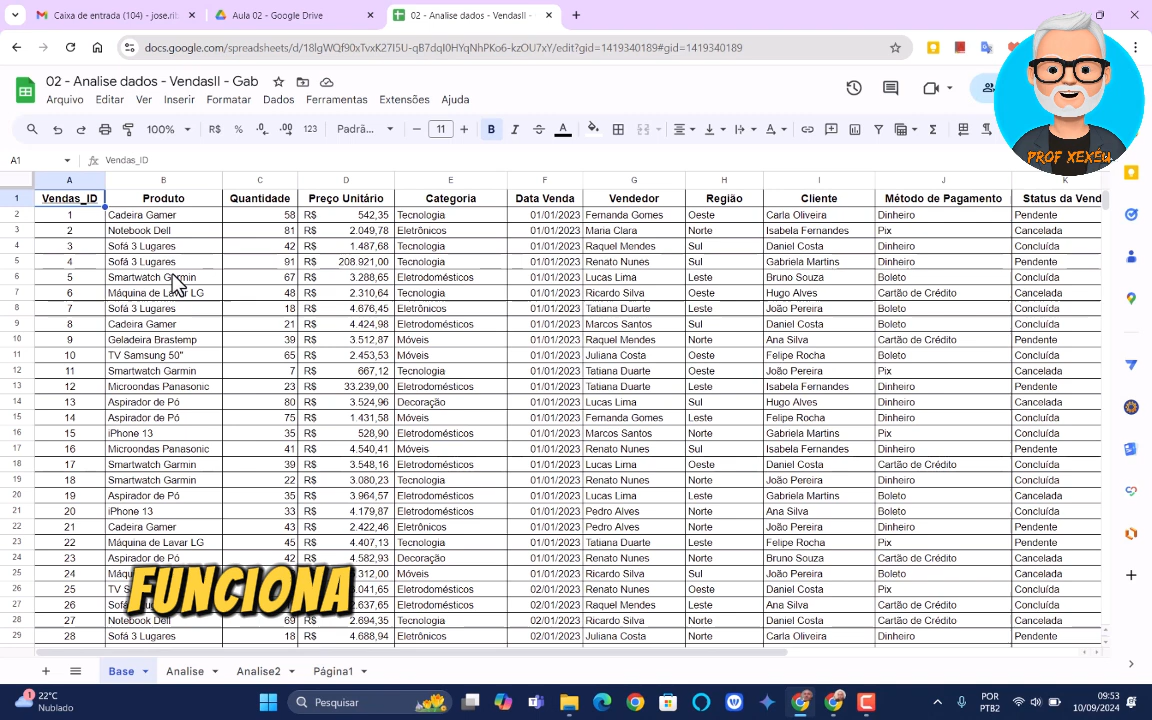 Caixa de entrada (104) - jose.rib
Aula 02 - Google Drive
02 - Analise dados - VendasII - G
docs.google.com/spreadsheets/d/18lgWQf90xTvxK27I5U-qB7dqI0HYqNhPKo6-kcOU7xY/edit?gid=1419340189#gid=1419340189
02 - Analise dados - VendasII - Gab
Arquivo Editar Ver Inserir Formatar Dados Ferramentas Extensões Ajuda
100% R$ % .0 .00 123 Padrã... 11 B I A
PROF XEXÉU
A1 fx Vendas_ID
A B C D E F G H I J K
1 Vendas_ID Produto Quantidade Preço Unitário Categoria Data Venda Vendedor Região Cliente Método de Pagamento Status da Vend
2 1 Cadeira Gamer 58 R$ 542,35 Tecnologia 01/01/2023 Fernanda Gomes Oeste Carla Oliveira Dinheiro Pendente
3 2 Notebook Dell 81 R$ 2.049,78 Eletrônicos 01/01/2023 Maria Clara Norte Isabela Fernandes Pix Cancelada
4 3 Sofá 3 Lugares 42 R$ 1.487,68 Tecnologia 01/01/2023 Raquel Mendes Sul Daniel Costa Dinheiro Pendente
5 4 Sofá 3 Lugares 91 R$ 208.921,00 Tecnologia 01/01/2023 Renato Nunes Sul Gabriela Martins Dinheiro Pendente
6 5 Smartwatch Garmin 67 R$ 3.288,65 Eletrodomésticos 01/01/2023 Lucas Lima Leste Bruno Souza Boleto Cancelada
7 6 Máquina de Lavar LG 48 R$ 2.310,64 Tecnologia 01/01/2023 Ricardo Silva Oeste Hugo Alves Cartão de Crédito Cancelada
8 7 Sofá 3 Lugares 18 R$ 4.676,45 Eletrodomésticos 01/01/2023 Tatiana Duarte Leste João Pereira Boleto Cancelada
9 8 Cadeira Gamer 21 R$ 4.424,98 Eletrodomésticos 01/01/2023 Marcos Santos Sul Daniel Costa Boleto Cancelada
10 9 Geladeira Brastemp 39 R$ 3.512,87 Móveis 01/01/2023 Raquel Mendes Norte Ana Silva Cartão de Crédito Pendente
11 10 TV Samsung 50" 65 R$ 2.453,53 Móveis 01/01/2023 Juliana Costa Oeste Felipe Rocha Boleto Cancelada
12 11 Smartwatch Garmin 7 R$ 667,12 Tecnologia 01/01/2023 Tatiana Duarte Oeste João Pereira Pix Cancelada
13 12 Microondas Panasonic 23 R$ 33.239,00 Móveis 01/01/2023 Tatiana Duarte Leste Isabela Fernandes Dinheiro Pendente
14 13 Aspirador de Pó 80 R$ 3.524,96 Decoração 01/01/2023 Lucas Lima Sul Hugo Alves Dinheiro Cancelada
15 14 Aspirador de Pó 75 R$ 1.431,58 Móveis 01/01/2023 Fernanda Gomes Leste Felipe Rocha Dinheiro Pendente
16 15 iPhone 13 35 R$ 528,90 Eletrodomésticos 01/01/2023 Marcos Santos Norte Gabriela Martins Pix Concluída
17 16 Microondas Panasonic 41 R$ 4.540,41 Móveis 01/01/2023 Renato Nunes Sul Isabela Fernandes Dinheiro Pendente
18 17 Smartwatch Garmin 39 R$ 3.548,16 Eletrodomésticos 01/01/2023 Lucas Lima Oeste Daniel Costa Cartão de Crédito Concluída
19 18 Smartwatch Garmin 22 R$ 3.080,23 Tecnologia 01/01/2023 Renato Nunes Leste Daniel Costa Cartão de Crédito Pendente
20 19 Aspirador de Pó 35 R$ 3.964,57 Eletrodomésticos 01/01/2023 Lucas Lima Leste Gabriela Martins Boleto Cancelada
21 20 iPhone 13 33 R$ 4.179,87 Eletrodomésticos 01/01/2023 Pedro Alves Norte Hugo Alves Dinheiro Cancelada
22 21 Cadeira Gamer 43 R$ 2.422,46 Eletrônicos 01/01/2023 Pedro Alves Leste Ana Silva Dinheiro Cancelada
23 22 Máquina de Lavar LG 45 R$ 4.407,13 Tecnologia 01/01/2023 Tatiana Duarte Leste Felipe Rocha Pix Cancelada
24 23 Aspirador de Pó 42 R$ 4.582,93 Decoração 01/01/2023 Renato Nunes Leste Bruno Souza Cartão de Crédito Cancelada
25 24 312,00 Móveis 01/01/2023 Ricardo Silva Sul João Pereira Boleto Concluída
26 25 .041,65 Eletrodomésticos 02/01/2023 Renato Nunes Oeste Daniel Costa Cartão de Crédito Cancelada
27 26 2.637,65 Eletrodomésticos 02/01/2023 Raquel Mendes Norte João Pereira Cartão de Crédito Concluída
28 27 Notebook Dell 69 R$ 2.694,35 Tecnologia 02/01/2023 Ricardo Silva Norte Daniel Costa Dinheiro Concluída
29 28 Sofá 3 Lugares 18 R$ 4.688,94 Eletrônicos 02/01/2023 Juliana Costa Norte Carla Oliveira Dinheiro Pendente
FUNCIONA
Base Analise Analise2 Página1
22°C
Nublado
Pesquisar
POR
PTB2
09:53
10/09/2024